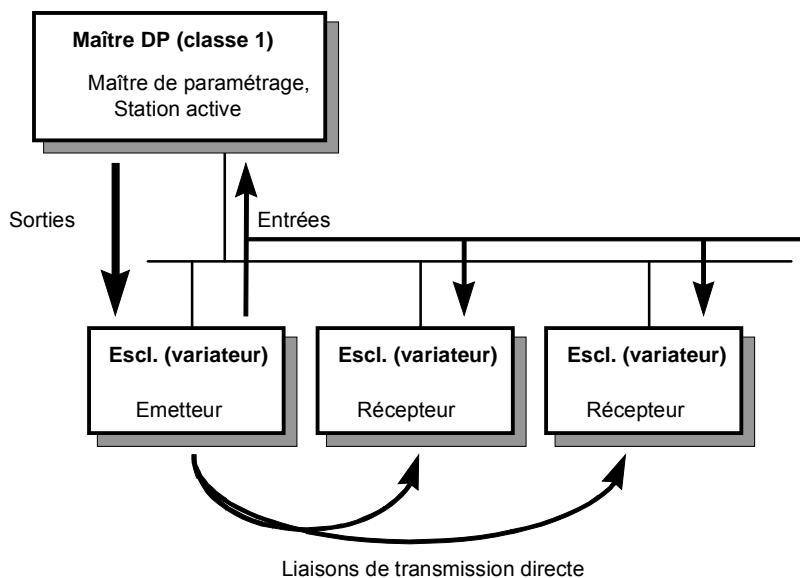 Maître DP (classe 1)
Maître de paramétrage,
Station active
Sorties
Entrées
Escl. (variateur)
Emetteur
Escl. (variateur)
Récepteur
Escl. (variateur)
Récepteur
Liaisons de transmission directe